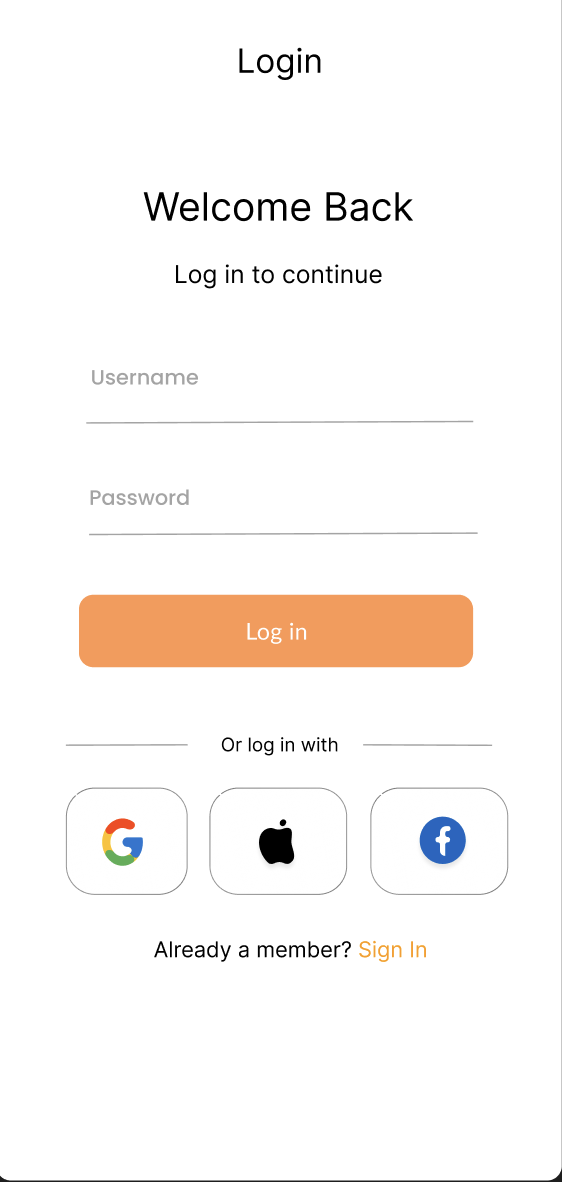 Login
Welcome Back
Log in to continue
Username
Password
Log in
Or log in with
Already a member? Sign In